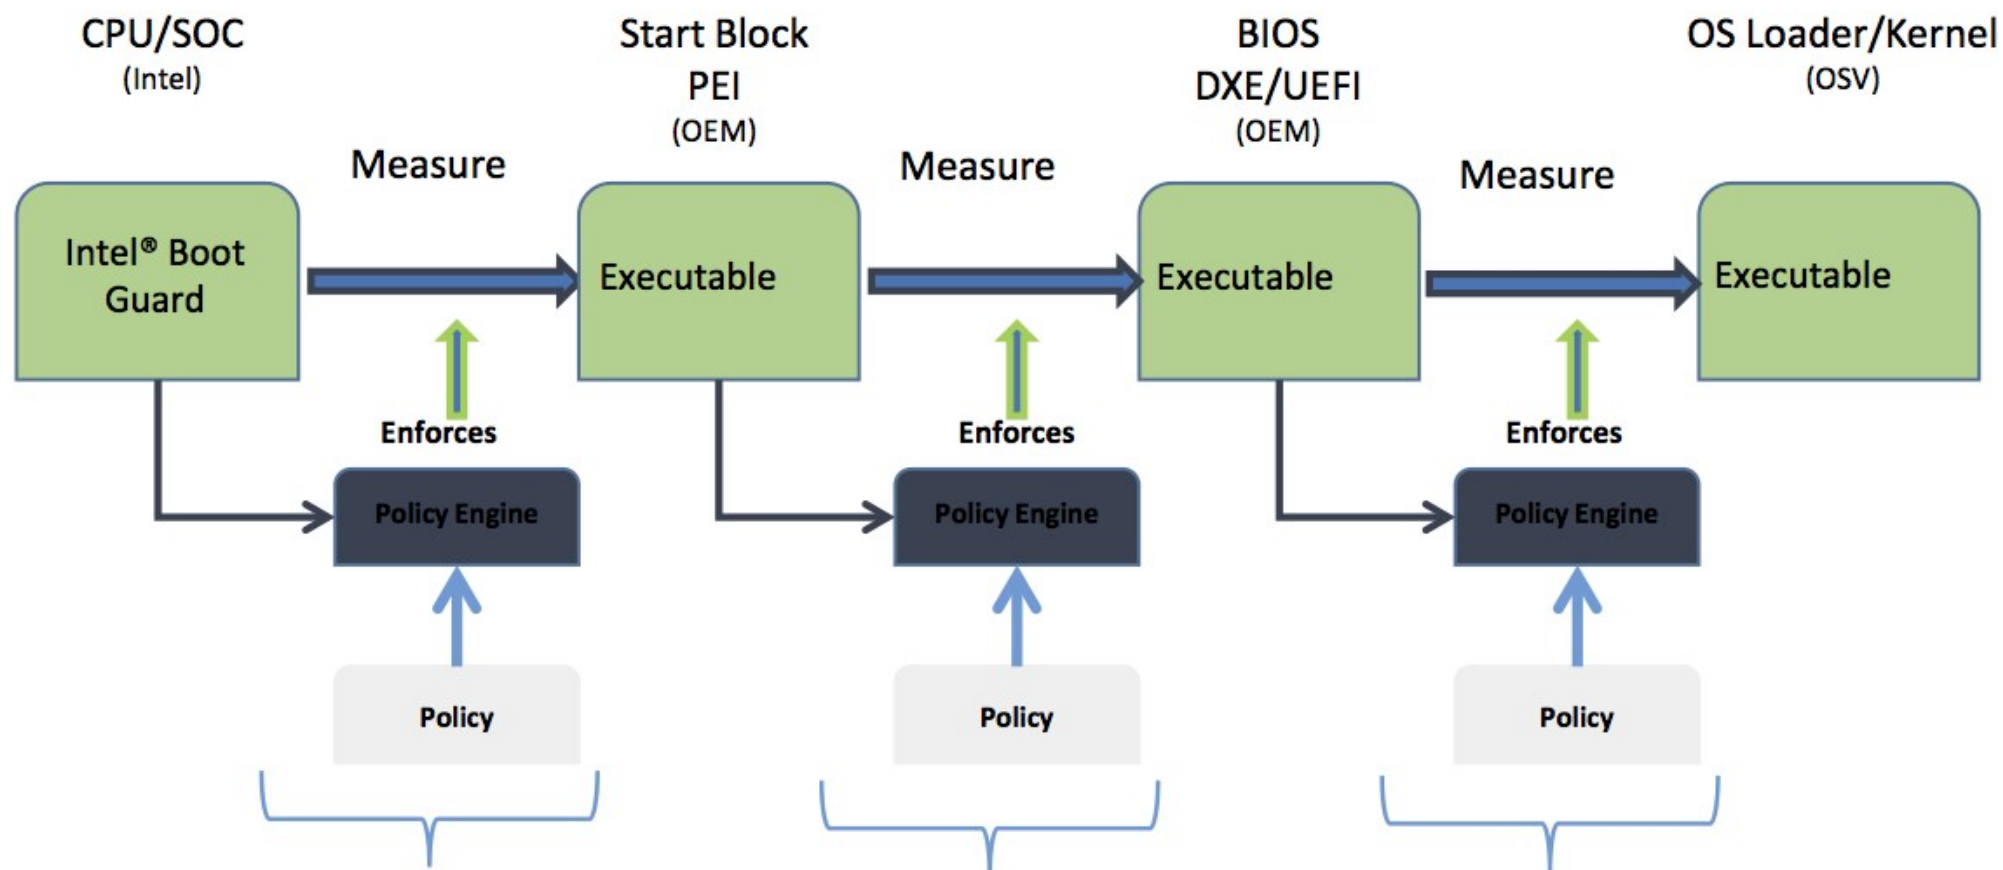 CPU/SOC
(Intel)
Start Block
PEI
(OEM)
BIOS
DXE/UEFI
(OEM)
OS Loader/Kernel
(OSV)
Measure
Measure
Measure
Intel® Boot
Guard
Executable
Executable
Executable
Enforces
Enforces
Enforces
Policy Engine
Policy Engine
Policy Engine
Policy
Policy
Policy